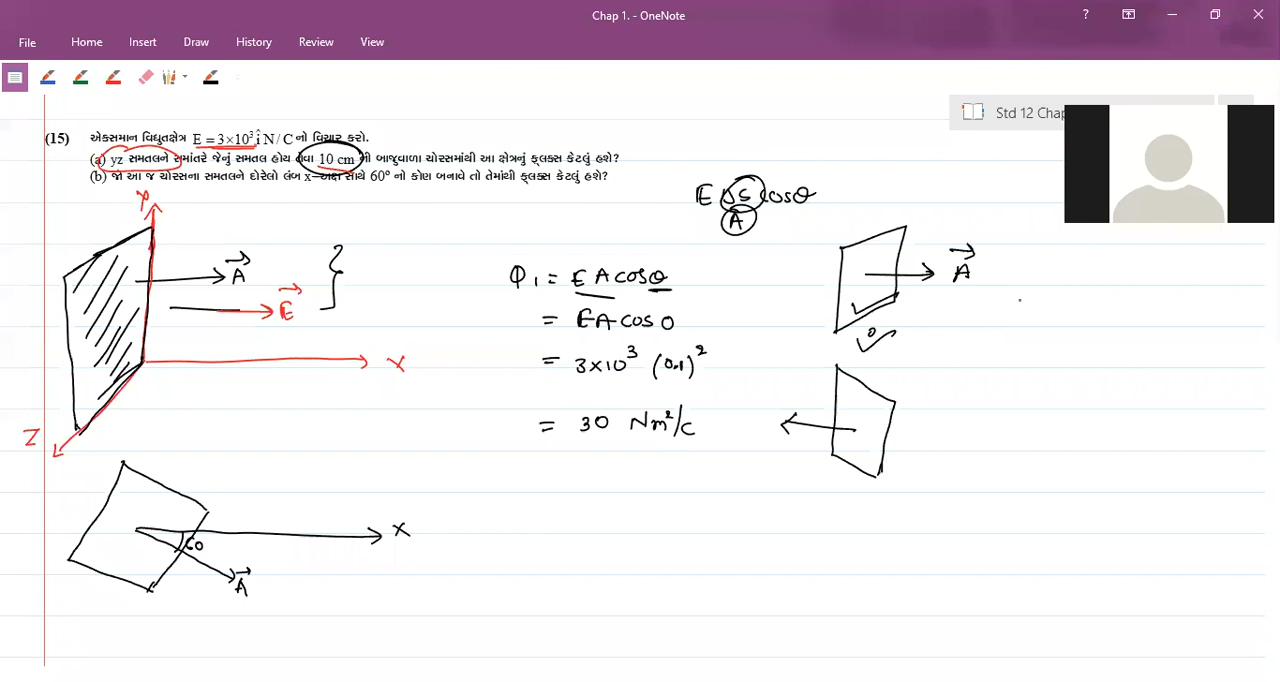 Chap 1. - OneNote
File Home Insert Draw History Review View
Std 12 Chap
(15) એકસમાન વિદ્યુતક્ષેત્ર E = 3×10³ î N/C નો વિચાર કરો.
(a) yz સમતલને સમાંતરે જેનું સમતલ હોય તેવા 10 cm ની બાજુવાળા ચોરસમાંથી આ ક્ષેત્રનું ફ્લક્સ કેટલું હશે?
(b) જો આ જ ચોરસના સમતલને દોરેલો લંબ x–અક્ષ સાથે 60° નો કોણ બનાવે તો તેમાંથી ફ્લક્સ કેટલું હશે?
Y
A⃗
E⃗
X
Z
E ΔS cosθ
A
Φ₁ = EA cosθ
= EA cos 0
= 3×10³ (0.1)²
= 30 Nm²/C
A⃗
X
60
A⃗